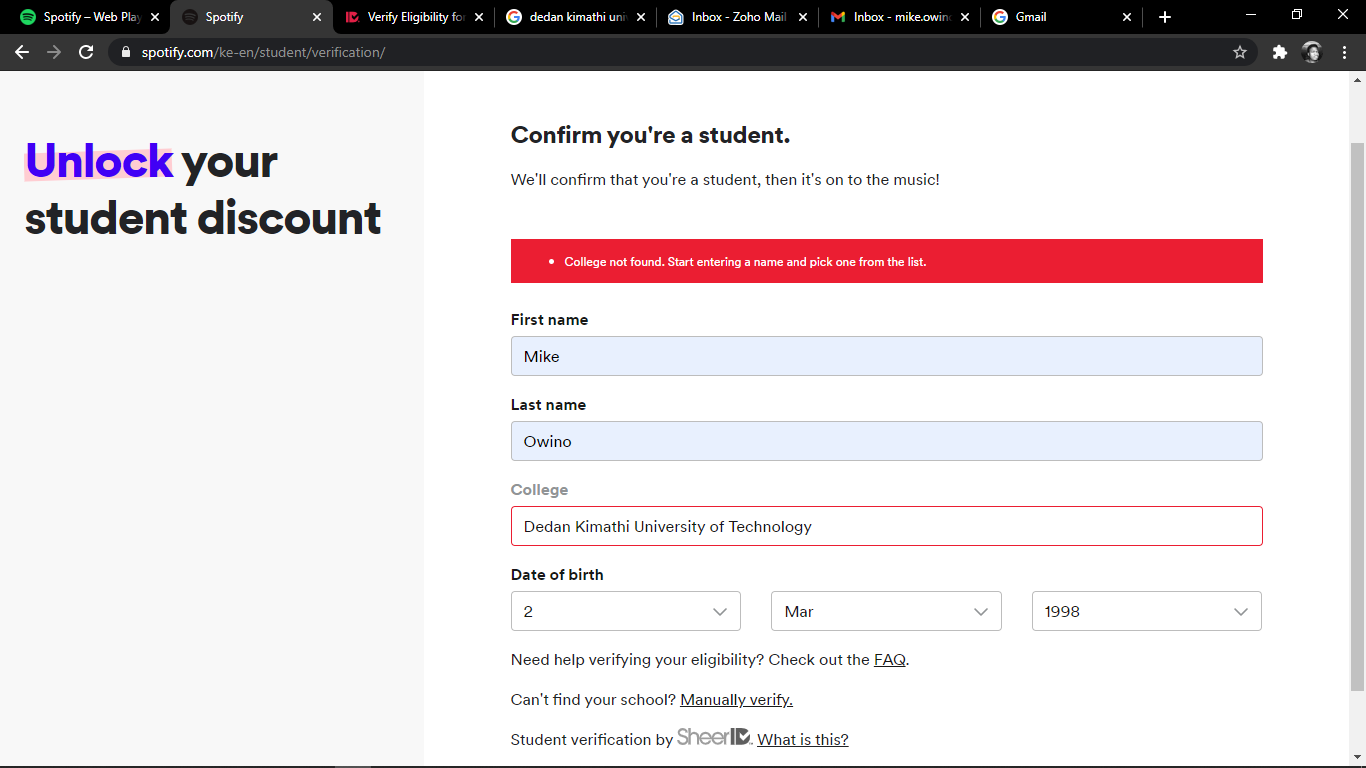 Spotify – Web Play
Spotify
Verify Eligibility for
dedan kimathi uni
Inbox - Zoho Mail
Inbox - mike.owino
Gmail
spotify.com/ke-en/student/verification/
Unlock your
student discount
Confirm you're a student.
We'll confirm that you're a student, then it's on to the music!
College not found. Start entering a name and pick one from the list.
First name
Mike
Last name
Owino
College
Dedan Kimathi University of Technology
Date of birth
2
Mar
1998
Need help verifying your eligibility? Check out the FAQ.
Can't find your school? Manually verify.
Student verification by SheerID. What is this?